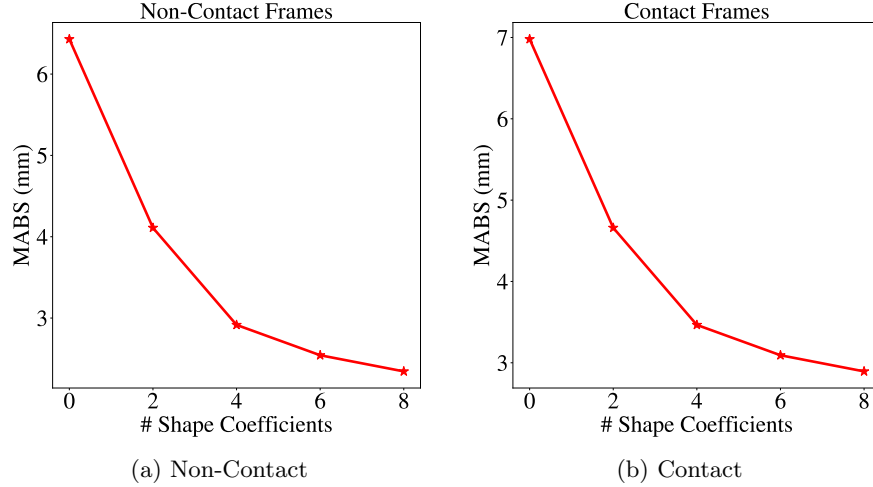 Non-Contact Frames
MABS (mm)
6
5
4
3
0 2 4 6 8
# Shape Coefficients
(a) Non-Contact
Contact Frames
MABS (mm)
7
6
5
4
3
0 2 4 6 8
# Shape Coefficients
(b) Contact